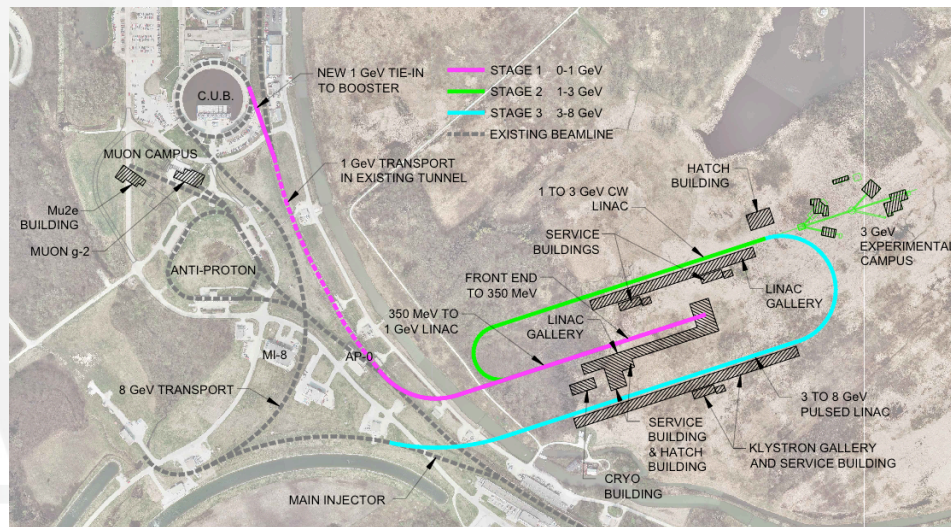 NEW 1 GeV TIE-IN
TO BOOSTER
C.U.B.
STAGE 1 0-1 GeV
STAGE 2 1-3 GeV
STAGE 3 3-8 GeV
EXISTING BEAMLINE
MUON CAMPUS
1 GeV TRANSPORT
IN EXISTING TUNNEL
HATCH
BUILDING
Mu2e
BUILDING
MUON g-2
1 TO 3 GeV CW
LINAC
SERVICE
BUILDINGS
3 GeV
EXPERIMENTAL
CAMPUS
ANTI-PROTON
FRONT END
TO 350 MeV
LINAC
GALLERY
350 MeV TO
1 GeV LINAC
LINAC
GALLERY
MI-8
AP-0
8 GeV TRANSPORT
3 TO 8 GeV
PULSED LINAC
SERVICE
BUILDING
& HATCH
BUILDING
KLYSTRON GALLERY
AND SERVICE BUILDING
CRYO
BUILDING
MAIN INJECTOR